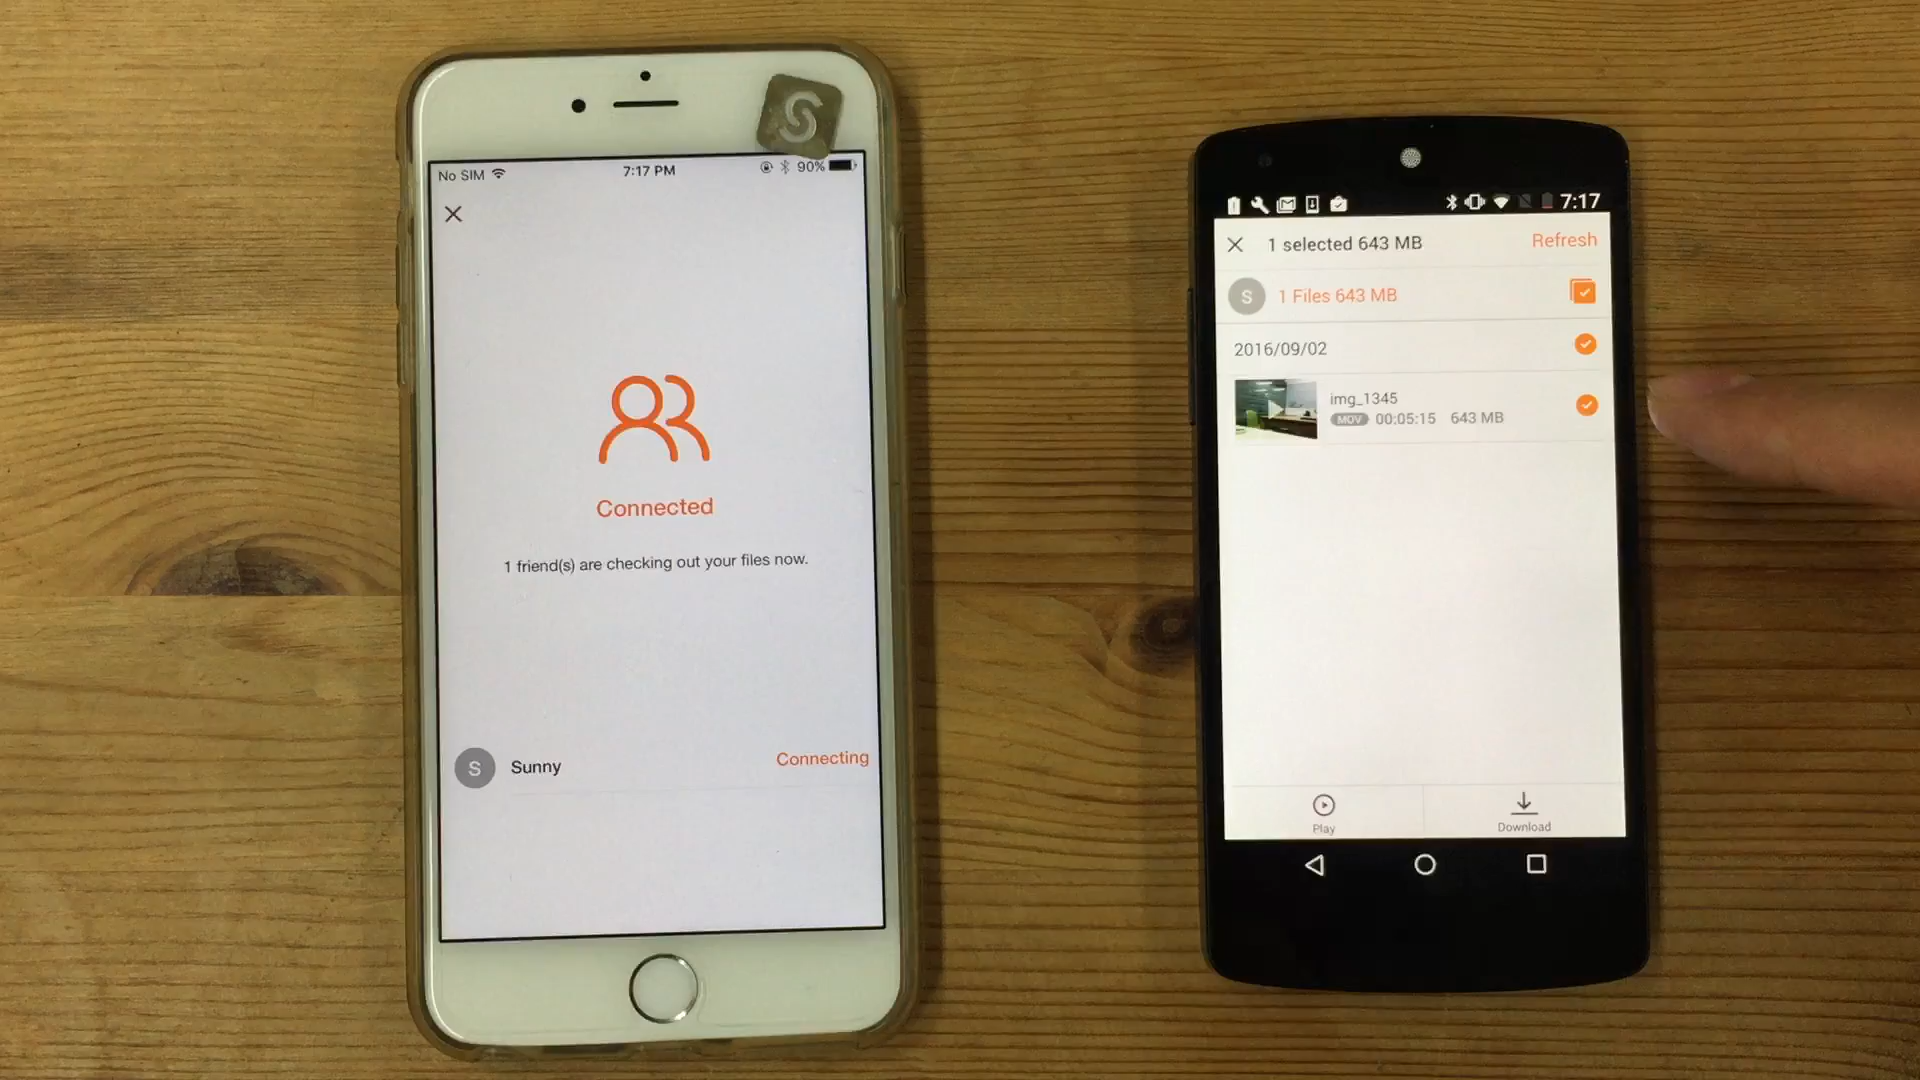 S
No SIM 7:17 PM 90%
Connected
1 friend(s) are checking out your files now.
S Sunny Connecting
7:17
1 selected 643 MB Refresh
S 1 Files 643 MB
2016/09/02
img_1345
MOV 00:05:15 643 MB
Play Download